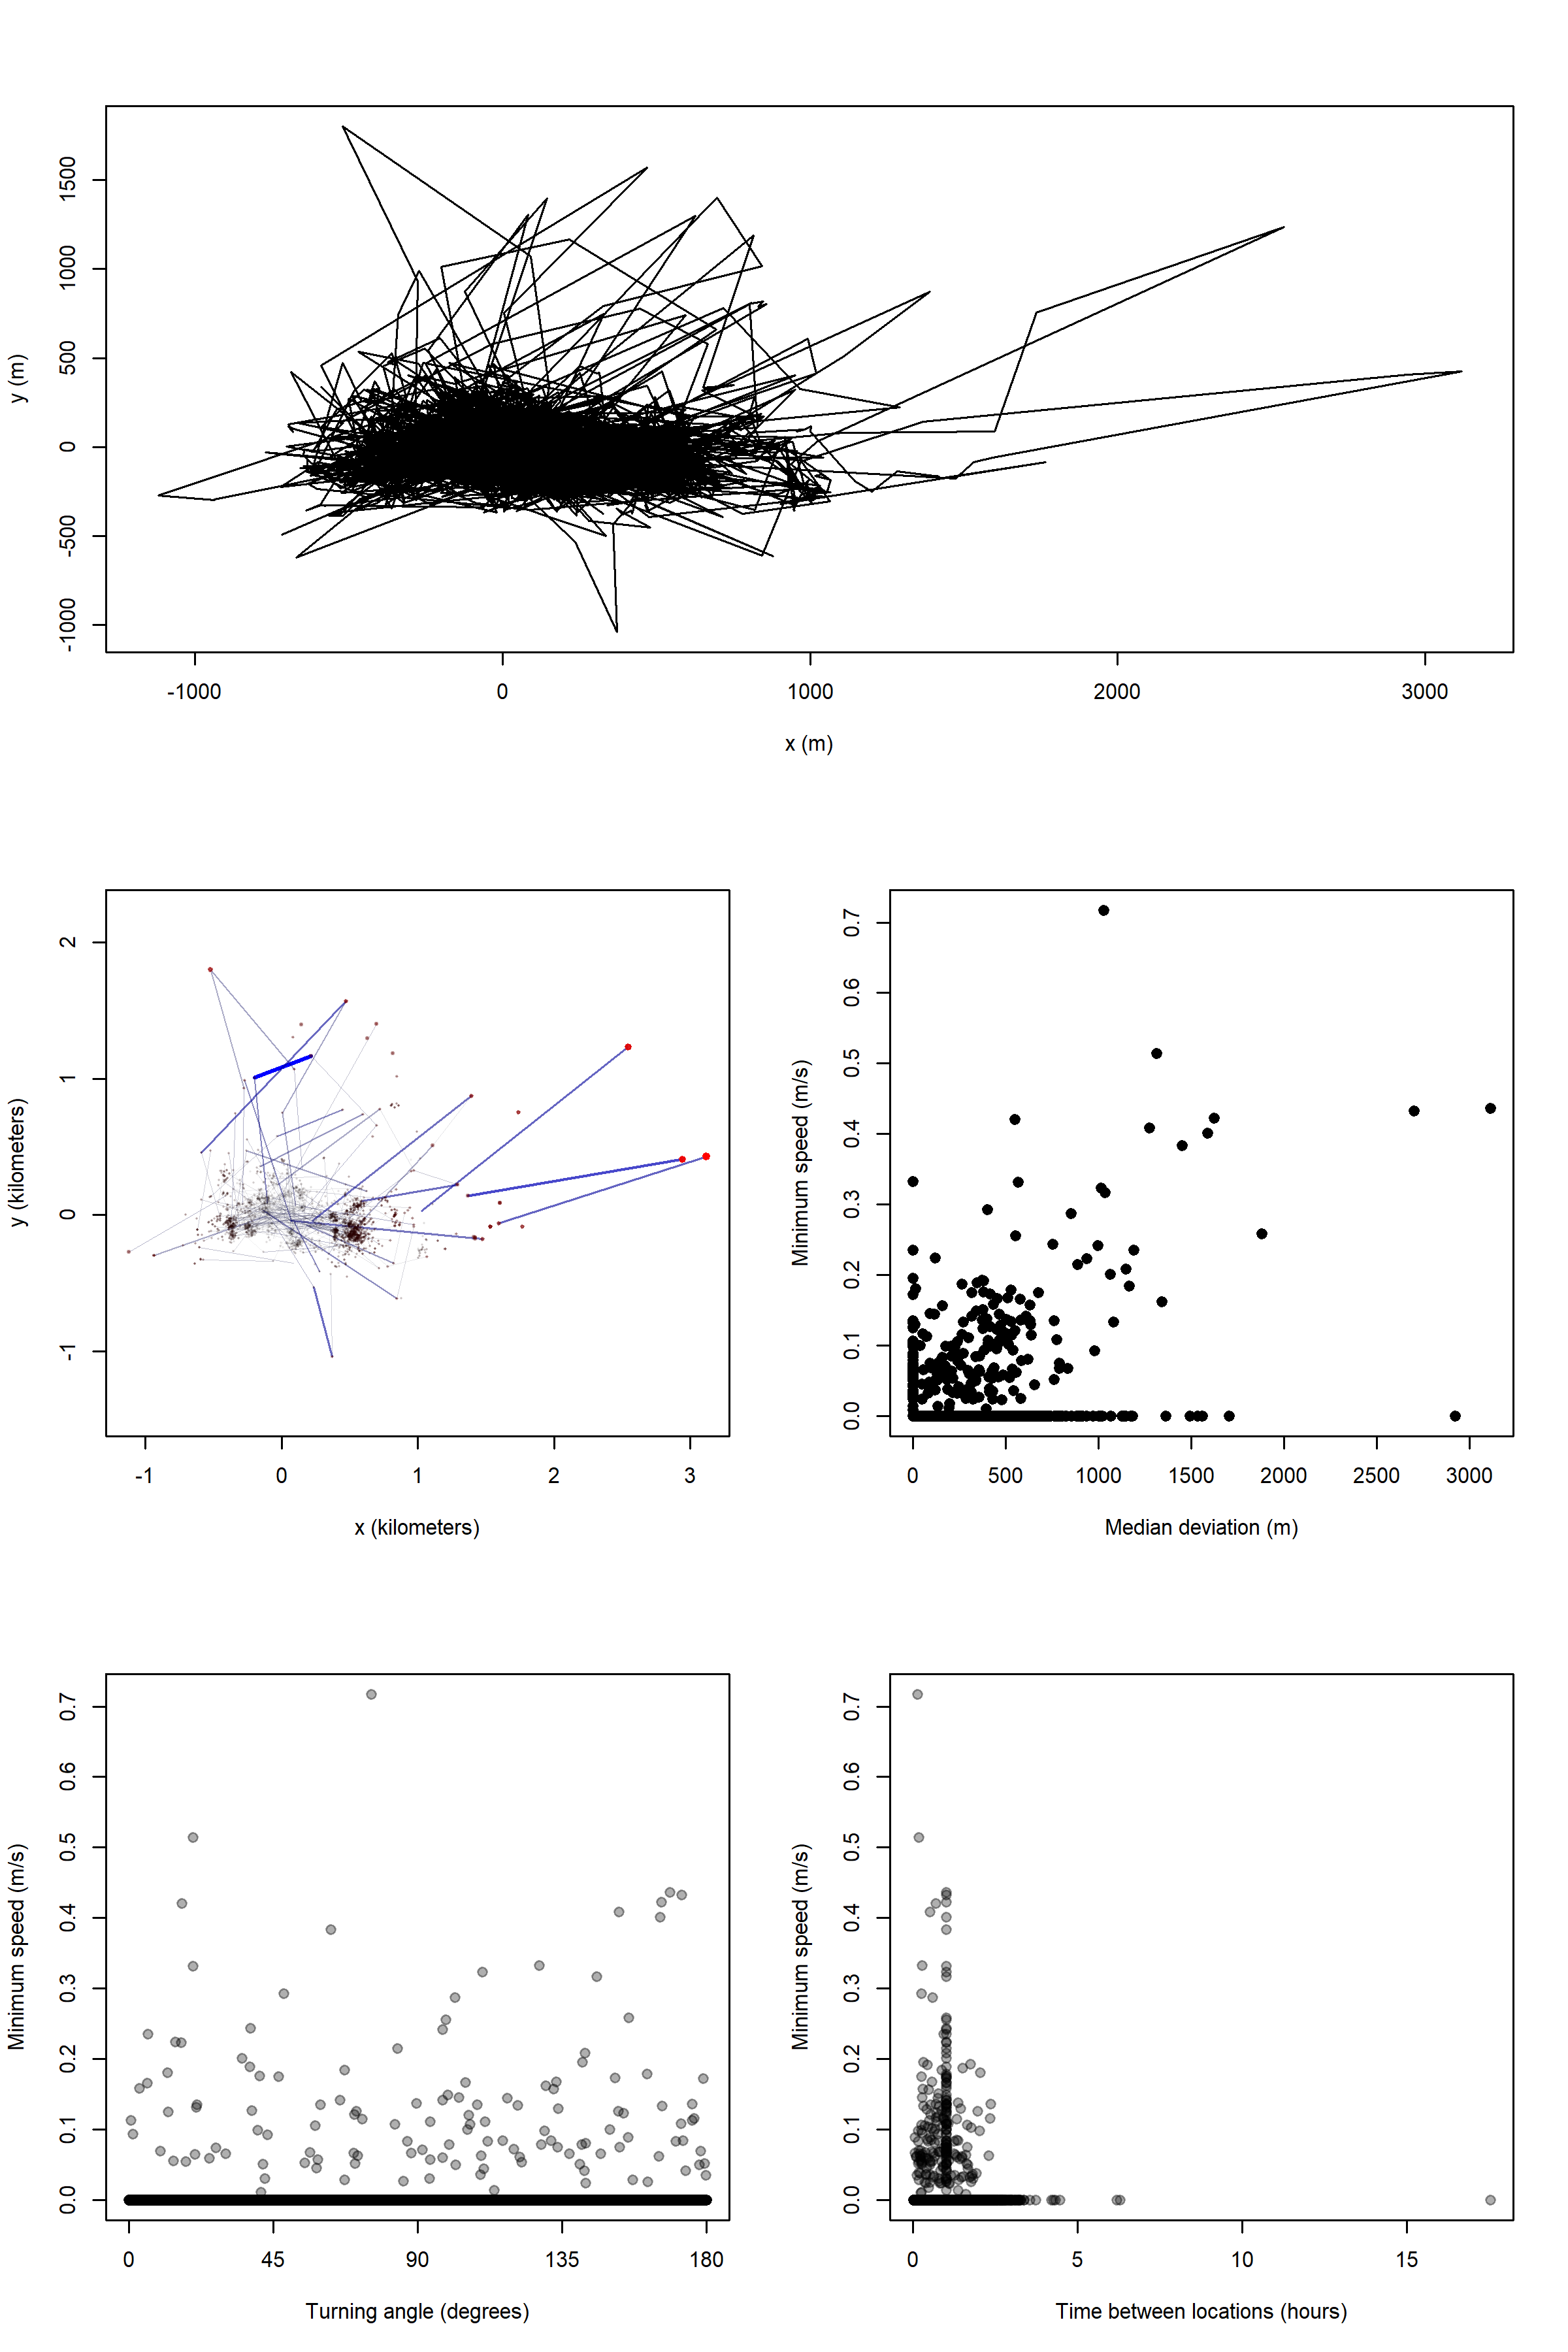 1500
1000
500
0
-500
-1000
y (m)
-1000 0 1000 2000 3000
x (m)
2
1
0
-1
y (kilometers)
-1 0 1 2 3
x (kilometers)
0.7
0.6
0.5
0.4
0.3
0.2
0.1
0.0
Minimum speed (m/s)
0 500 1000 1500 2000 2500 3000
Median deviation (m)
0.7
0.6
0.5
0.4
0.3
0.2
0.1
0.0
Minimum speed (m/s)
0 45 90 135 180
Turning angle (degrees)
0.7
0.6
0.5
0.4
0.3
0.2
0.1
0.0
Minimum speed (m/s)
0 5 10 15
Time between locations (hours)